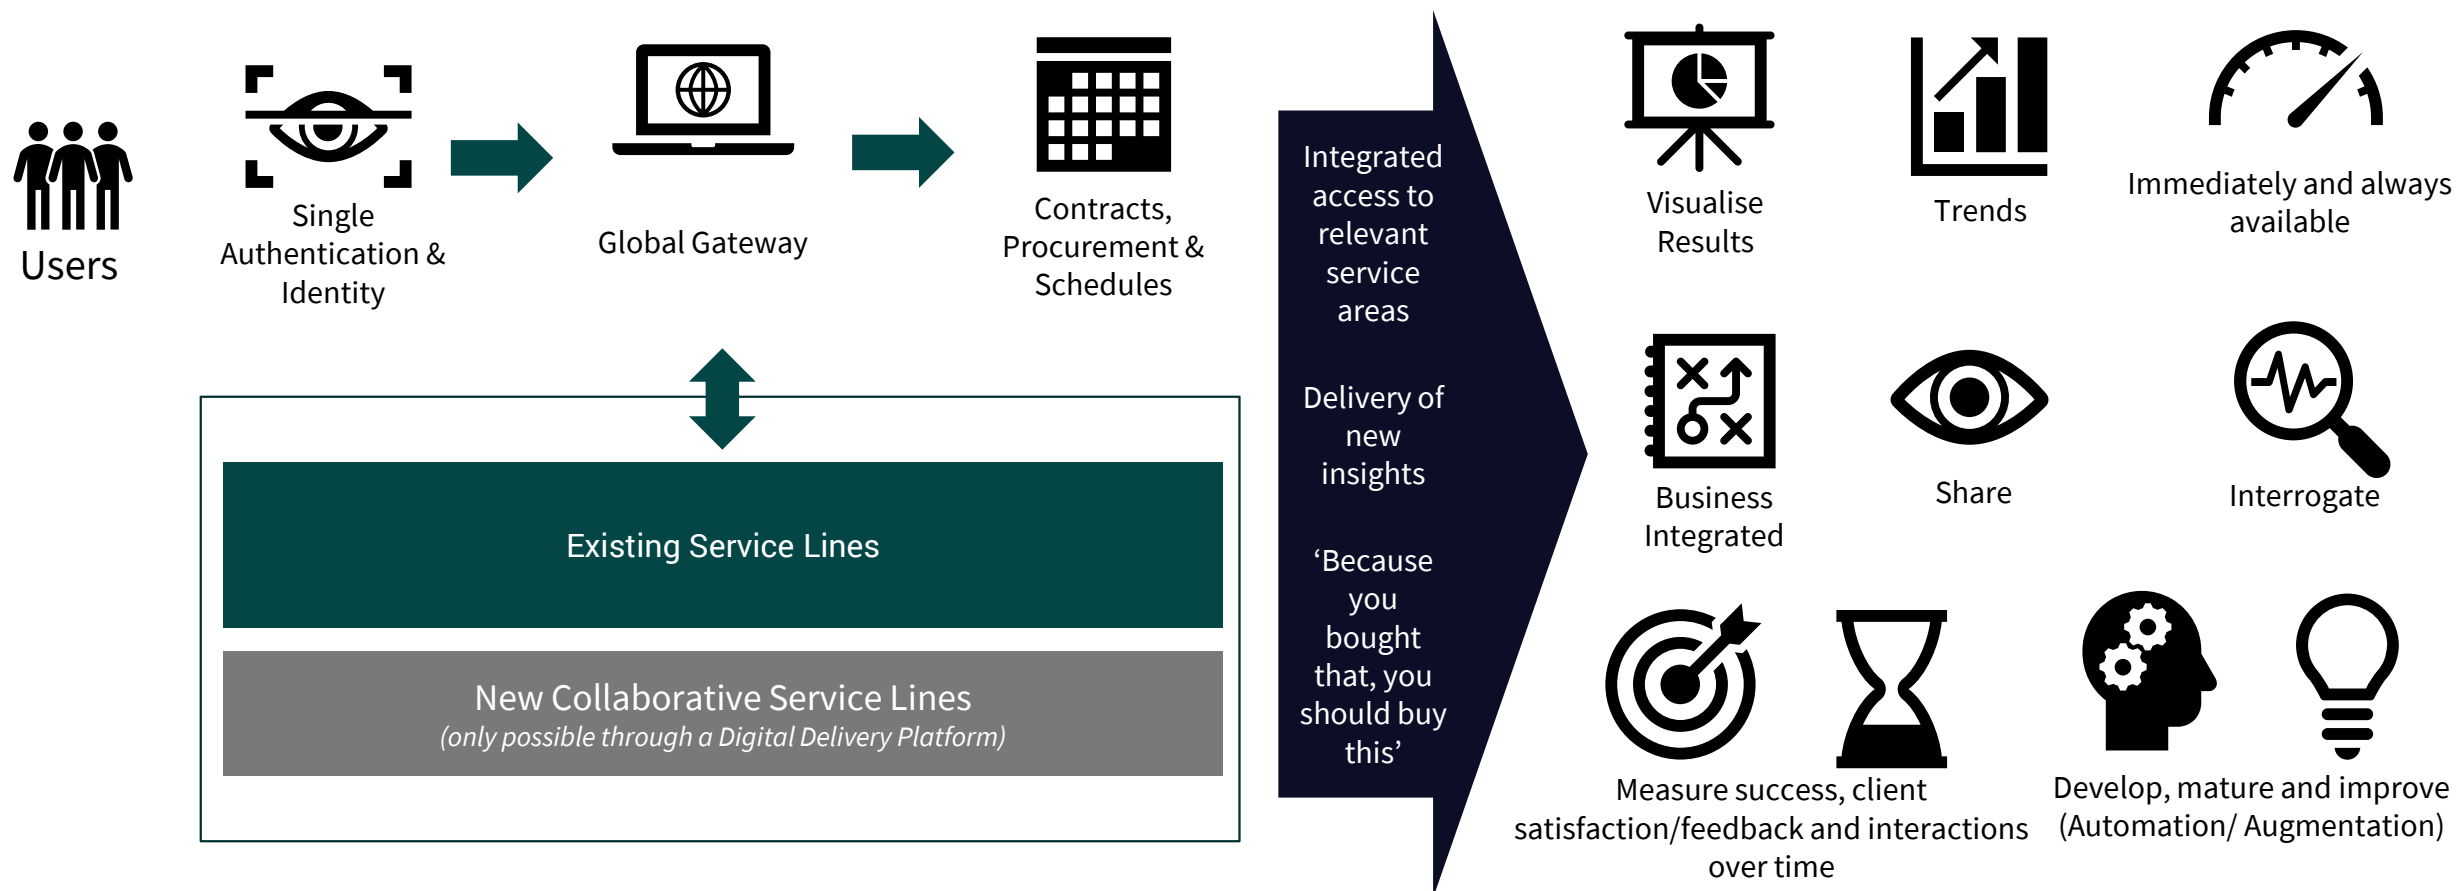 Users
Single
Authentication &
Identity
Global Gateway
Contracts,
Procurement &
Schedules
Existing Service Lines
New Collaborative Service Lines
(only possible through a Digital Delivery Platform)
Integrated
access to
relevant
service
areas
Delivery of
new
insights
‘Because
you
bought
that, you
should buy
this’
Visualise
Results
Trends
Immediately and always
available
Business
Integrated
Share
Interrogate
Measure success, client
satisfaction/feedback and interactions
over time
Develop, mature and improve
(Automation/ Augmentation)